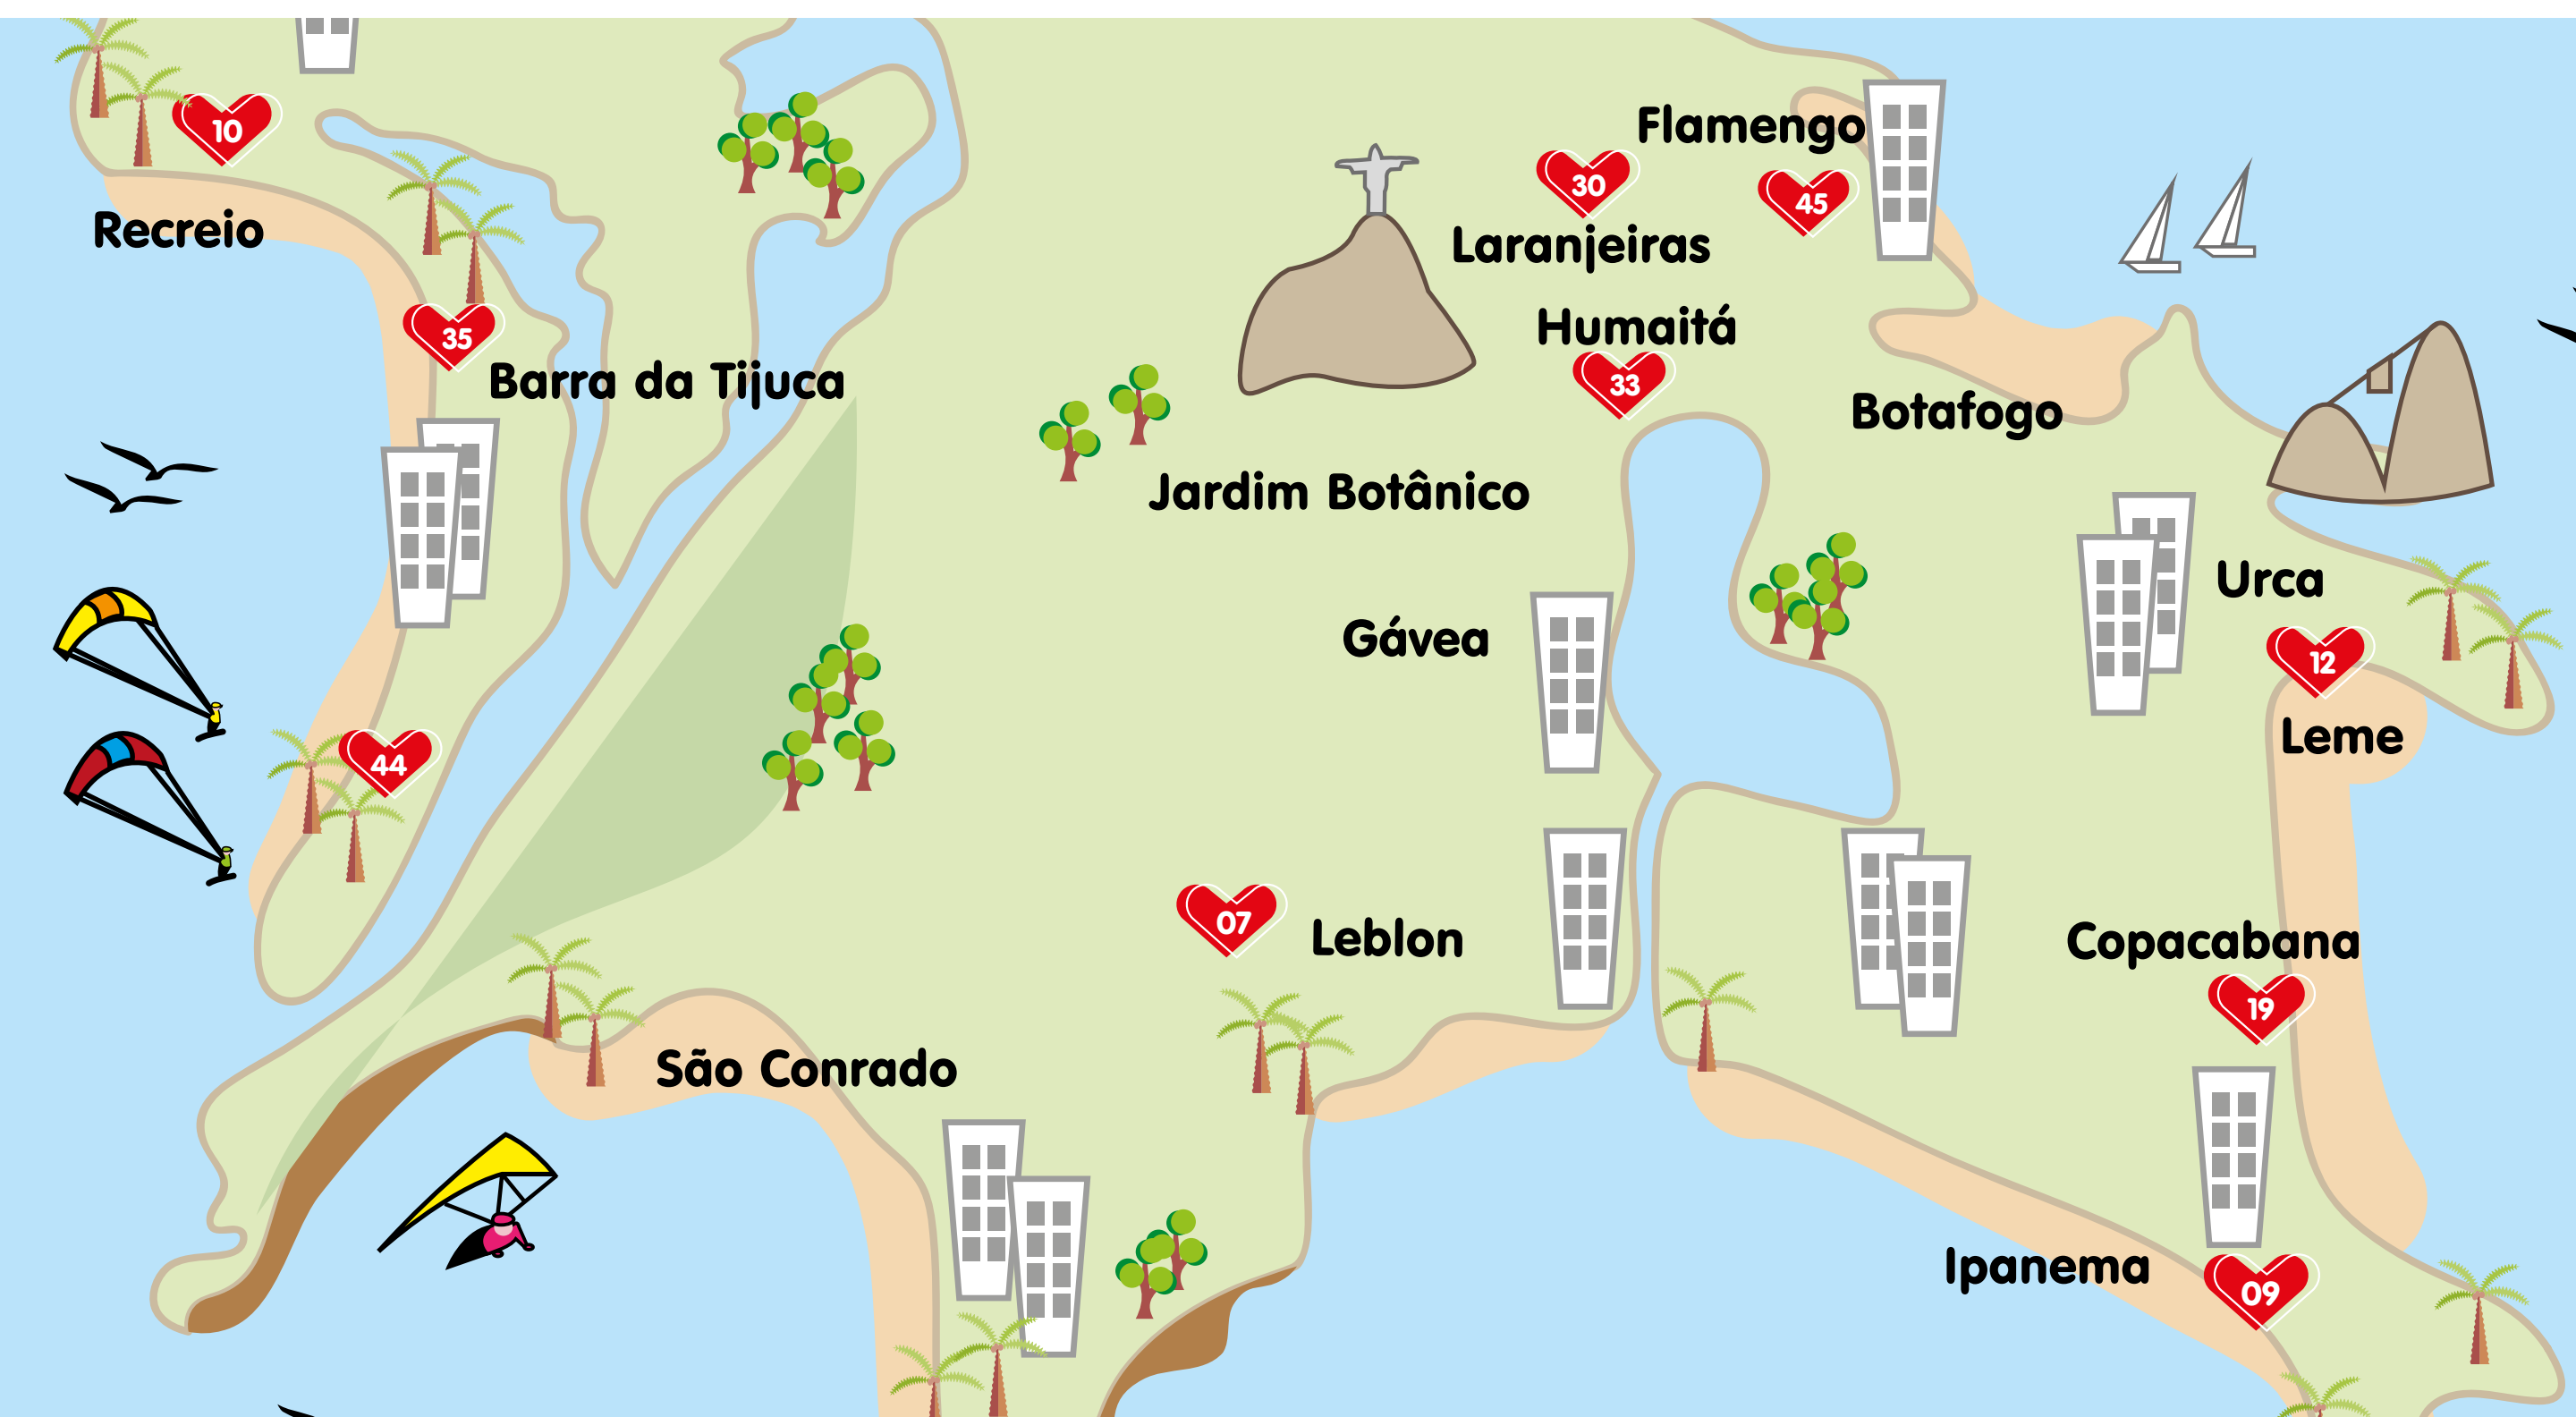 10
Recreio
35
Barra da Tijuca
44
São Conrado
Flamengo
30
45
Laranjeiras
Humaitá
33
Botafogo
Jardim Botânico
Gávea
Urca
12
Leme
07
Leblon
Copacabana
19
Ipanema
09